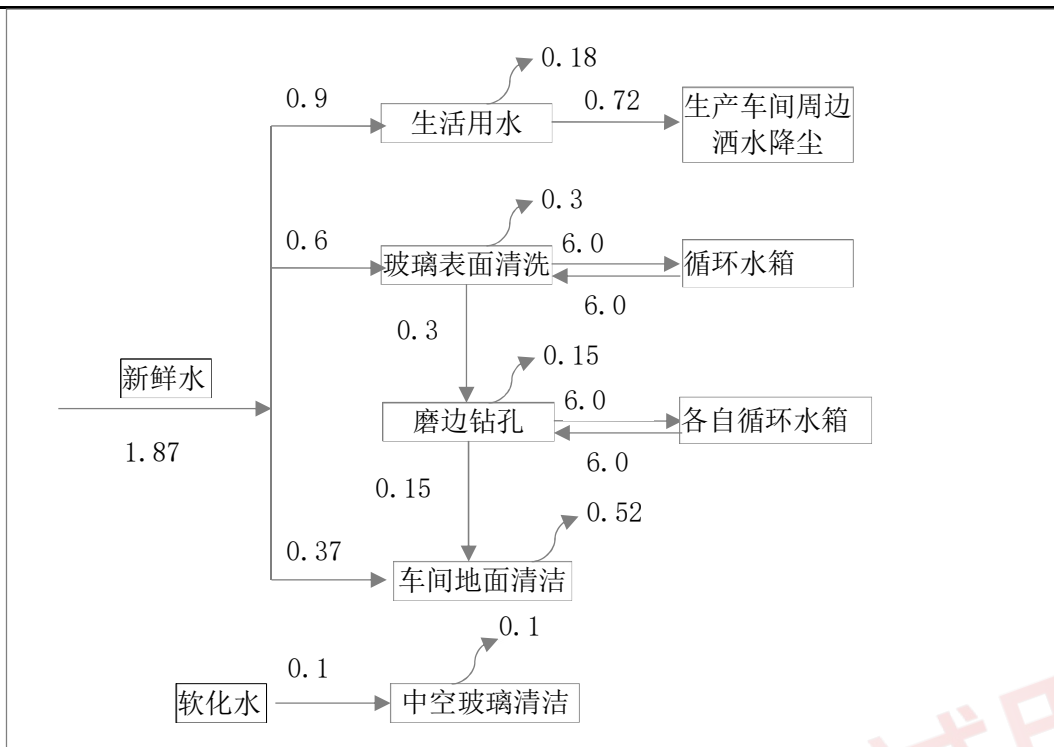 0.18
0.9
生活用水
0.72
生产车间周边
洒水降尘
0.3
0.6
玻璃表面清洗
6.0
循环水箱
6.0
0.3
新鲜水
1.87
0.15
磨边钻孔
6.0
各自循环水箱
6.0
0.15
0.52
0.37
车间地面清洁
0.1
软化水
0.1
中空玻璃清洁